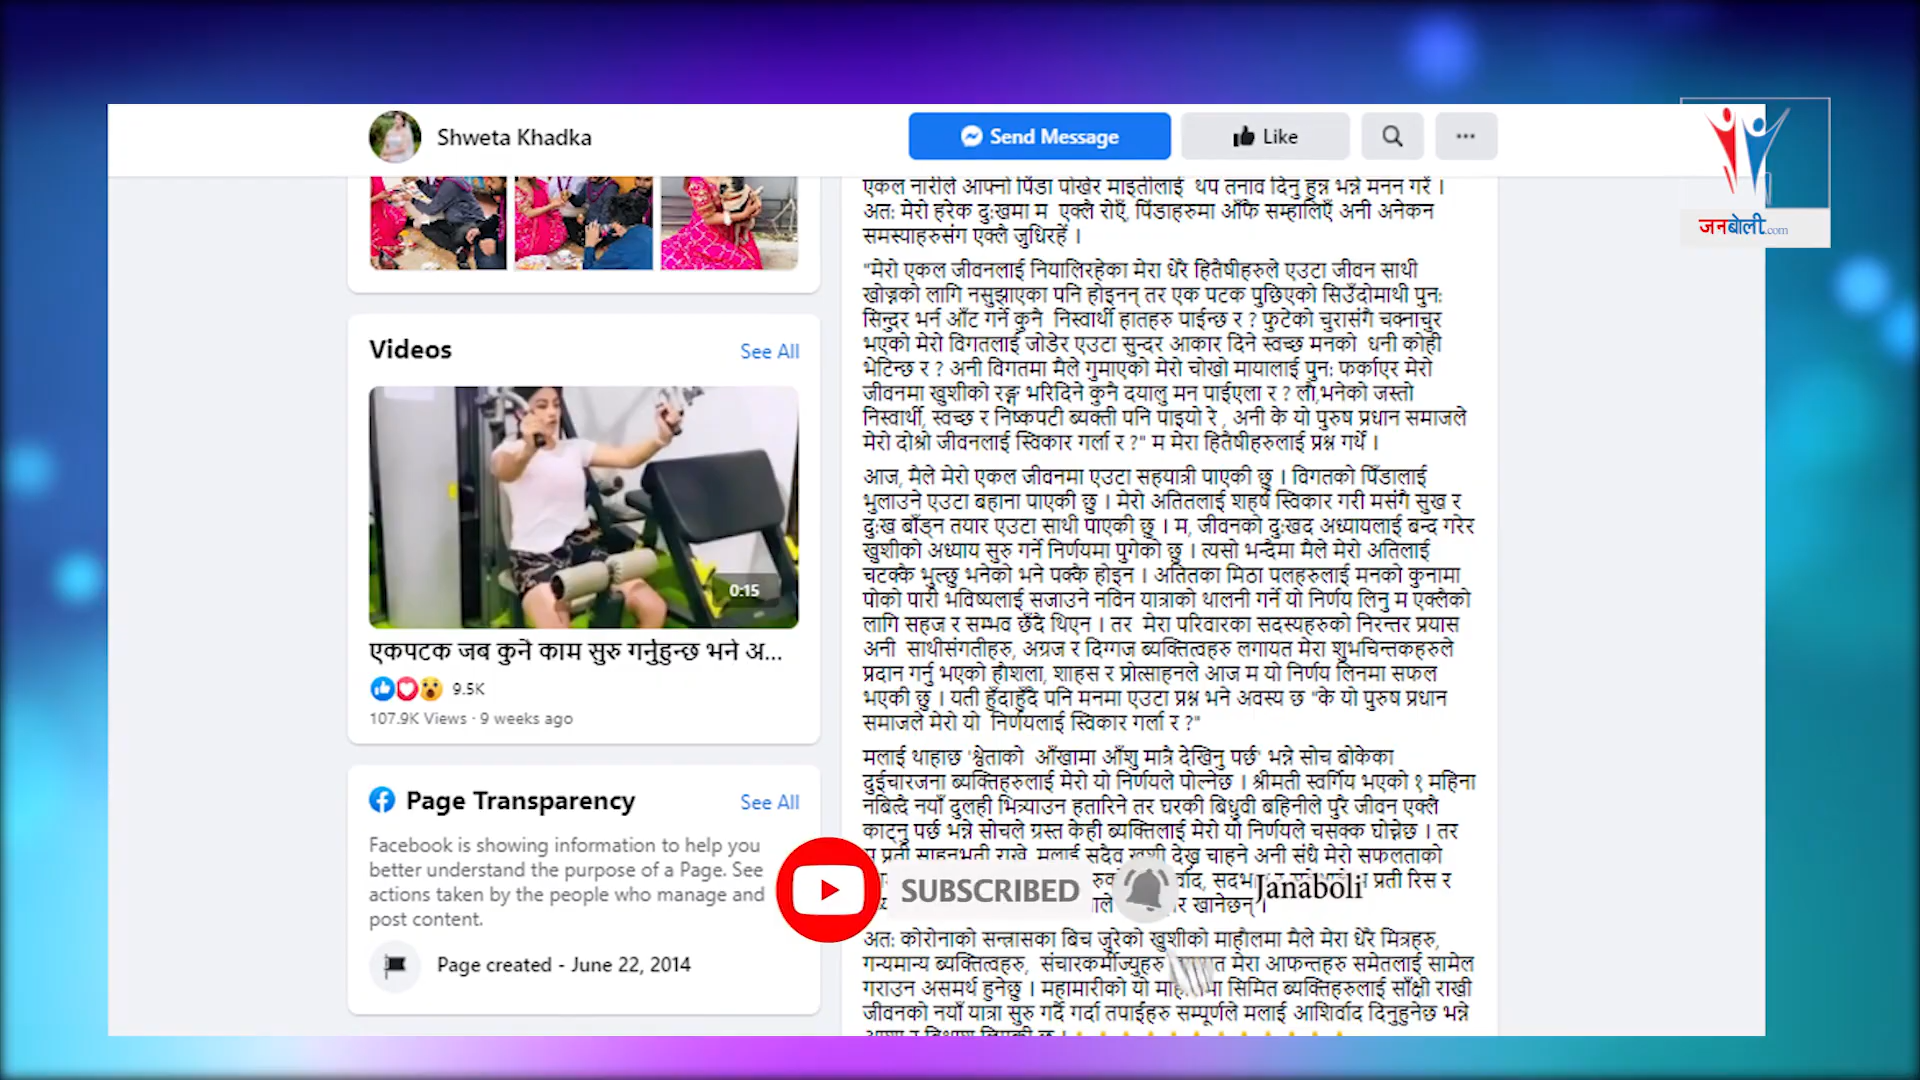 Shweta Khadka
Send Message
Like
जनबोली.com
Videos
See All
0:15
एकपटक जब कुनै काम सुरु गर्नुहुन्छ भने अ...
9.5K
107.9K Views · 9 weeks ago
Page Transparency
See All
Facebook is showing information to help you
better understand the purpose of a Page. See
actions taken by the people who manage and
post content.
Page created - June 22, 2014
एकल नारीले आफ्नो पिंडा पोखेर माइतीलाई थप तनाव दिनु हुन्न भन्ने मनन गरें ।
अत: मेरो हरेक दु:खमा म एक्लै रोएँ, पिंडाहरुमा आँफै सम्हालिएँ अनी अनेकन
समस्याहरुसंग एक्लै जुधिरहें ।
"मेरो एकल जीवनलाई नियालिरहेका मेरा धेरै हितैषीहरुले एउटा जीवन साथी
खोज्नको लागि नसुझाएका पनि होइनन् तर एक पटक पुछिएको सिउँदोमाथी पुन:
सिन्दुर भर्न आँट गर्ने कुनै निस्वार्थी हातहरु पाईन्छ र ? फुटेको चुरासंगै चक्नाचुर
भएको मेरो विगतलाई जोडेर एउटा सुन्दर आकार दिने स्वच्छ मनको धनी कोही
भेटिन्छ र ? अनी विगतमा मैले गुमाएको मेरो चोखो मायालाई पुन: फर्काएर मेरो
जीवनमा खुशीको रङ्ग भरिदिने कुनै दयालु मन पाईएला र ? लौ,भनेको जस्तो
निस्वार्थी, स्वच्छ र निष्कपटी ब्यक्ती पनि पाइयो रे , अनी के यो पुरुष प्रधान समाजले
मेरो दोश्रो जीवनलाई स्विकार गर्ला र ?" म मेरा हितैषीहरुलाई प्रश्न गर्थें ।
आज, मैले मेरो एकल जीवनमा एउटा सहयात्री पाएकी छु । विगतको पिंडालाई
भुलाउने एउटा बहाना पाएकी छु । मेरो अतितलाई शहर्ष स्विकार गरी मसंगै सुख र
दु:ख बाँड्न तयार एउटा साथी पाएकी छु । म, जीवनको दु:खद अध्यायलाई बन्द गरेर
खुशीको अध्याय सुरु गर्ने निर्णयमा पुगेको छु । त्यसो भन्दैमा मैले मेरो अतिलाई
चटक्कै भुल्छु भनेको भने पक्कै होइन । अतितका मिठा पलहरुलाई मनको कुनामा
पोको पारी भविष्यलाई सजाउने नविन यात्राको थालनी गर्ने यो निर्णय लिनु म एक्लैको
लागि सहज र सम्भव छँदै थिएन । तर मेरा परिवारका सदस्यहरुको निरन्तर प्रयास
अनी साथीसंगतीहरु, अग्रज र दिग्गज ब्यक्तित्वहरु लगायत मेरा शुभचिन्तकहरुले
प्रदान गर्नु भएको हौशला, शाहस र प्रोत्साहनले आज म यो निर्णय लिनमा सफल
भएकी छु । यती हुँदाहुँदै पनि मनमा एउटा प्रश्न भने अवस्य छ "के यो पुरुष प्रधान
समाजले मेरो यो निर्णयलाई स्विकार गर्ला र ?"
मलाई थाहाछ 'श्वेताको आँखामा आँशु मात्रै देखिनु पर्छ' भन्ने सोच बोकेका
दुईचारजना ब्यक्तिहरुलाई मेरो यो निर्णयले पोल्नेछ । श्रीमती स्वर्गिय भएको १ महिना
नबित्दै नयाँ दुलही भित्र्याउन हतारिने तर घरकी बिधुवी बहिनीले पुरै जीवन एक्लै
काट्नु पर्छ भन्ने सोचले ग्रस्त केही ब्यक्तिलाई मेरो यो निर्णयले चसक्क घोच्नेछ । तर
प्रती साहनुभुती राख्ने, मलाई सदैव खुशी देख्न चाहने अनी संधै मेरो सफलताको
प्रती रिस र
खानेछन् ।
SUBSCRIBED
Janaboli
अत: कोरोनाको सन्त्रासका बिच जुरेको खुशीको माहौलमा मैले मेरा धेरै मित्रहरु,
गन्यमान्य ब्यक्तित्वहरु, संचारकर्मीज्युहरु मेरा आफन्तहरु समेतलाई सामेल
गराउन असमर्थ हुनेछु । महामारीको यो सिमित ब्यक्तिहरुलाई साँक्षी राखी
जीवनको नयाँ यात्रा सुरु गर्दै गर्दा तपाईहरु सम्पूर्णले मलाई आशिर्वाद दिनुहुनेछ भन्ने